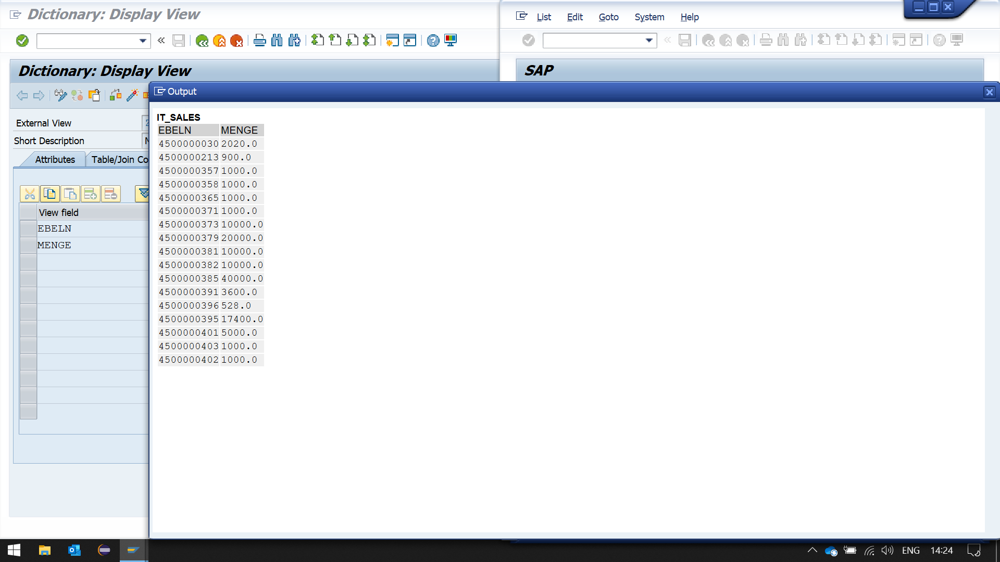 Dictionary: Display View
List Edit Goto System Help
Dictionary: Display View
SAP
Output
External View
Short Description
Attributes
Table/Join Co
View field
EBELN
MENGE
IT_SALES
EBELN MENGE
4500000030 2020.0
4500000213 900.0
4500000357 1000.0
4500000358 1000.0
4500000365 1000.0
4500000371 1000.0
4500000373 10000.0
4500000379 20000.0
4500000381 10000.0
4500000382 10000.0
4500000385 40000.0
4500000391 3600.0
4500000396 528.0
4500000395 17400.0
4500000401 5000.0
4500000403 1000.0
4500000402 1000.0
ENG 14:24